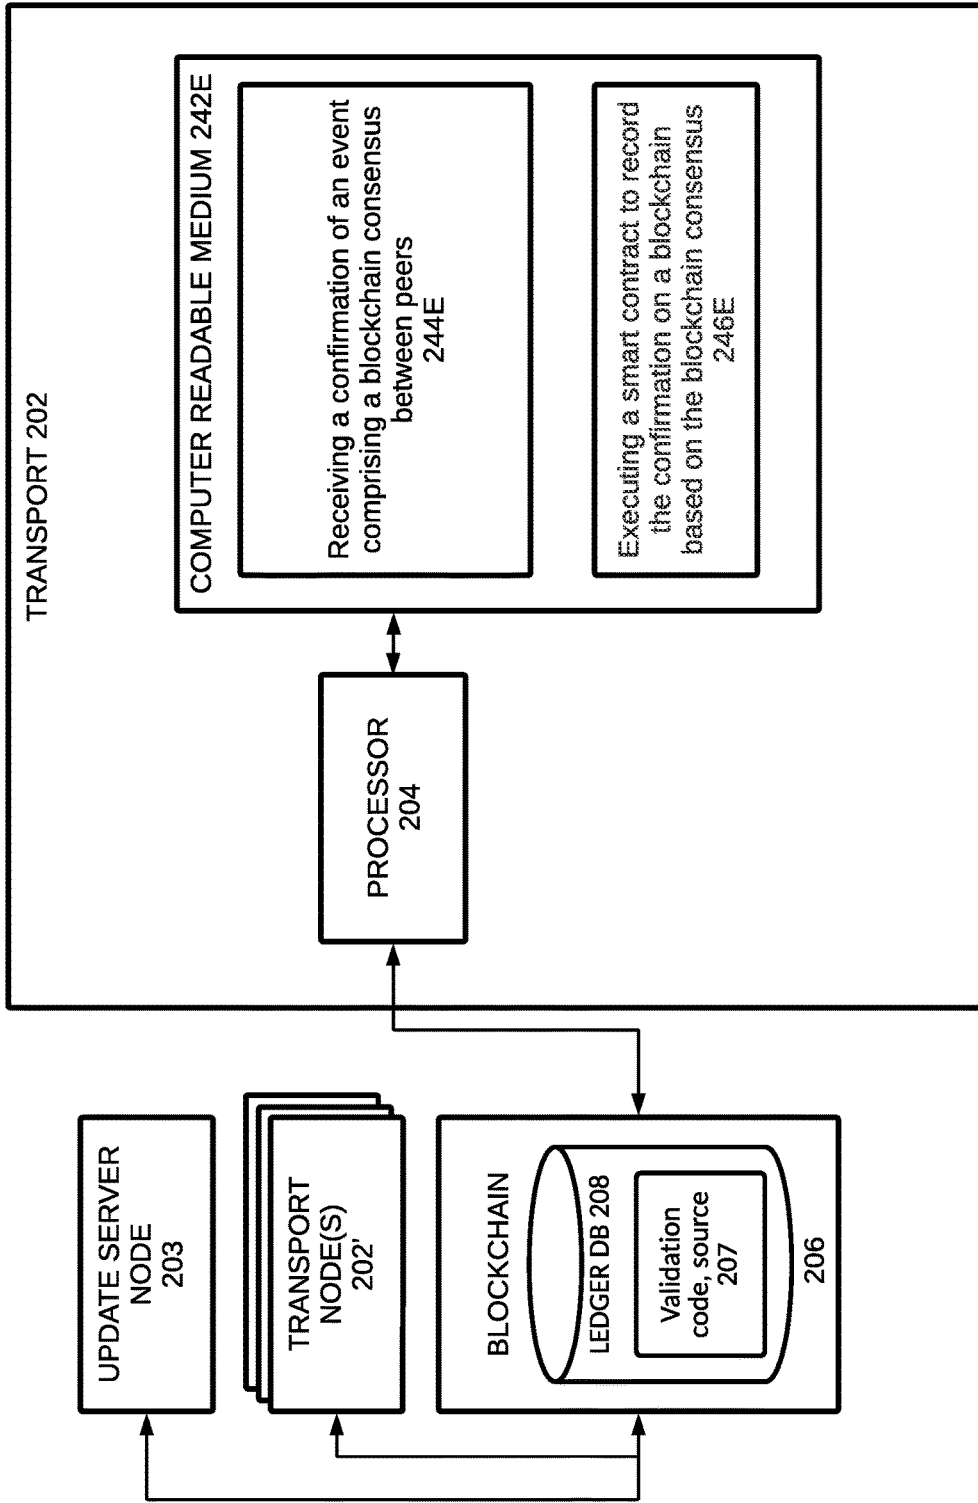 TRANSPORT 202
COMPUTER READABLE MEDIUM 242E
Receiving a confirmation of an event
comprising a blockchain consensus
between peers
244E
Executing a smart contract to record
the confirmation on a blockchain
based on the blockchain consensus
246E
PROCESSOR
204
UPDATE SERVER
NODE
203
TRANSPORT
NODE(S)
202'
BLOCKCHAIN
LEDGER DB 208
Validation
code, source
207
206